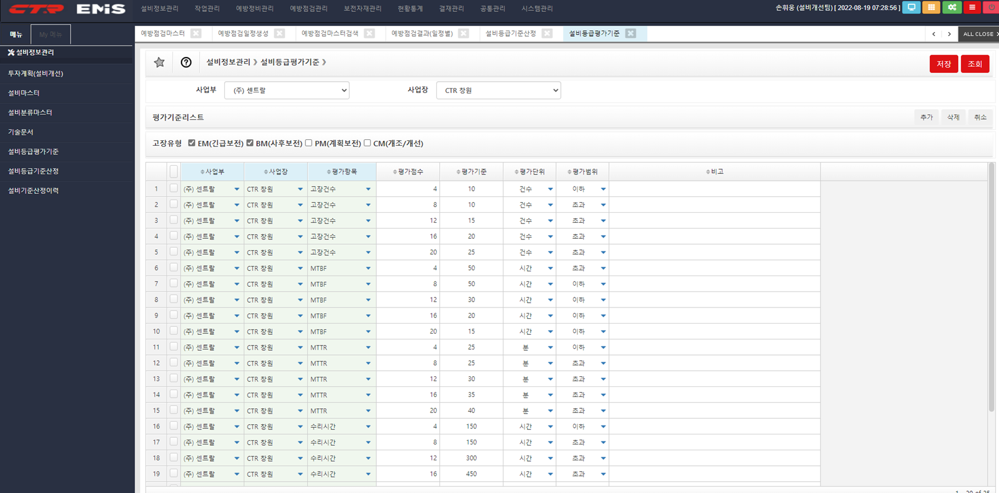 CTR EMiS 설비정보관리 작업관리 예방정비관리 예방점검관리 보전자재관리 현황통계 결재관리 공통관리 시스템관리 손휘웅 (설비개선팀) [ 2022-08-19 07:28:56 ]
메뉴 My 메뉴
예방점검마스터 예방점검일정생성 예방점검마스터검색 예방점검결과(일정별) 설비등급기준산정 설비등급평가기준 ALL CLOSE
설비정보관리
투자계획(설비개선)
설비마스터
설비분류마스터
기술문서
설비등급평가기준
설비등급기준산정
설비기준산정이력
설비정보관리 》 설비등급평가기준 》 저장 조회
사업부 (주) 센트랄 사업장 CTR 창원
평가기준리스트 추가 삭제 취소
고장유형 EM(긴급보전) BM(사후보전) PM(계획보전) CM(개조/개선)
사업부 사업장 평가항목 평가점수 평가기준 평가단위 평가범위 비고
1 (주) 센트랄 CTR 창원 고장건수 4 10 건수 이하
2 (주) 센트랄 CTR 창원 고장건수 8 10 건수 초과
3 (주) 센트랄 CTR 창원 고장건수 12 15 건수 초과
4 (주) 센트랄 CTR 창원 고장건수 16 20 건수 초과
5 (주) 센트랄 CTR 창원 고장건수 20 25 건수 초과
6 (주) 센트랄 CTR 창원 MTBF 4 50 시간 초과
7 (주) 센트랄 CTR 창원 MTBF 8 50 시간 이하
8 (주) 센트랄 CTR 창원 MTBF 12 30 시간 이하
9 (주) 센트랄 CTR 창원 MTBF 16 20 시간 이하
10 (주) 센트랄 CTR 창원 MTBF 20 15 시간 이하
11 (주) 센트랄 CTR 창원 MTTR 4 25 분 이하
12 (주) 센트랄 CTR 창원 MTTR 8 25 분 초과
13 (주) 센트랄 CTR 창원 MTTR 12 30 분 초과
14 (주) 센트랄 CTR 창원 MTTR 16 35 분 초과
15 (주) 센트랄 CTR 창원 MTTR 20 40 분 초과
16 (주) 센트랄 CTR 창원 수리시간 4 150 시간 이하
17 (주) 센트랄 CTR 창원 수리시간 8 150 시간 초과
18 (주) 센트랄 CTR 창원 수리시간 12 300 시간 초과
19 (주) 센트랄 CTR 창원 수리시간 16 450 시간 초과